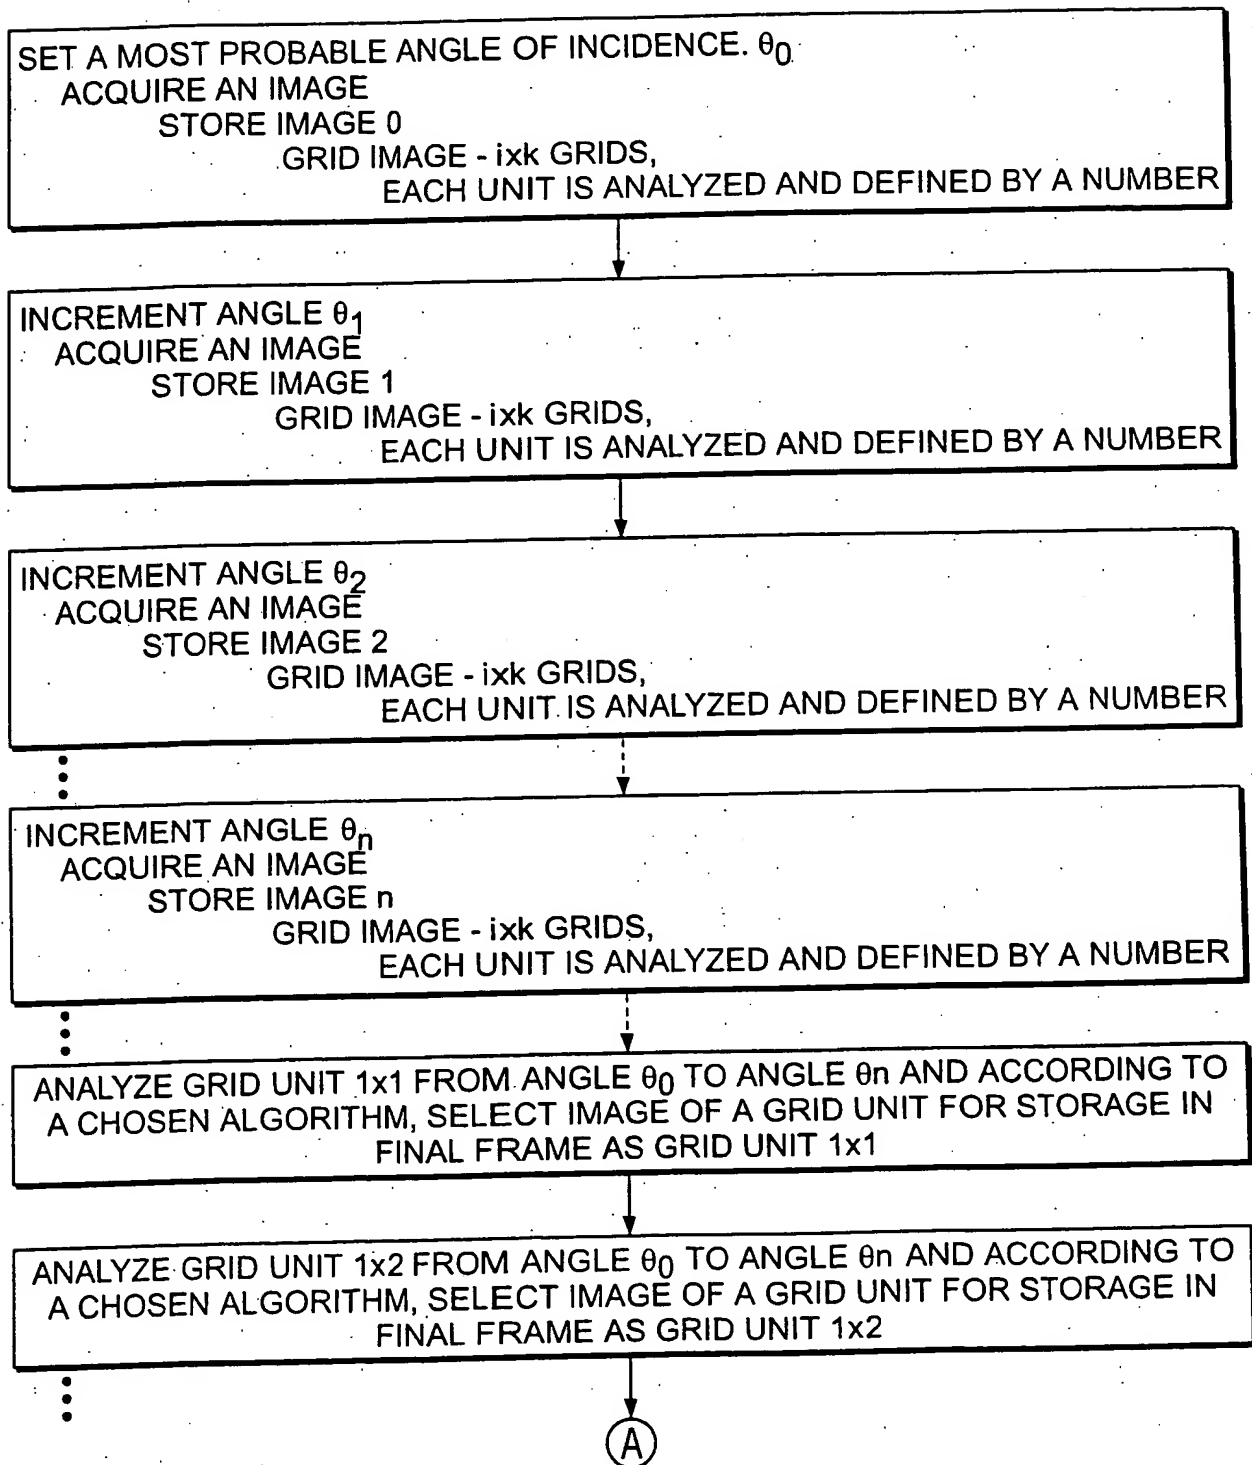 SET A MOST PROBABLE ANGLE OF INCIDENCE. θ0
ACQUIRE AN IMAGE
STORE IMAGE 0
GRID IMAGE - ixk GRIDS,
EACH UNIT IS ANALYZED AND DEFINED BY A NUMBER
INCREMENT ANGLE θ1
ACQUIRE AN IMAGE
STORE IMAGE 1
GRID IMAGE - ixk GRIDS,
EACH UNIT IS ANALYZED AND DEFINED BY A NUMBER
INCREMENT ANGLE θ2
ACQUIRE AN IMAGE
STORE IMAGE 2
GRID IMAGE - ixk GRIDS,
EACH UNIT IS ANALYZED AND DEFINED BY A NUMBER
INCREMENT ANGLE θn
ACQUIRE AN IMAGE
STORE IMAGE n
GRID IMAGE - ixk GRIDS,
EACH UNIT IS ANALYZED AND DEFINED BY A NUMBER
ANALYZE GRID UNIT 1x1 FROM ANGLE θ0 TO ANGLE θn AND ACCORDING TO
A CHOSEN ALGORITHM, SELECT IMAGE OF A GRID UNIT FOR STORAGE IN
FINAL FRAME AS GRID UNIT 1x1
ANALYZE GRID UNIT 1x2 FROM ANGLE θ0 TO ANGLE θn AND ACCORDING TO
A CHOSEN ALGORITHM, SELECT IMAGE OF A GRID UNIT FOR STORAGE IN
FINAL FRAME AS GRID UNIT 1x2
A